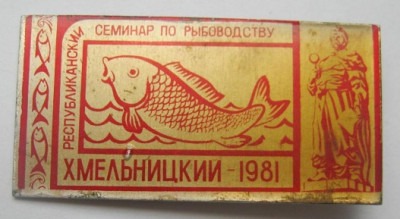 РЕСПУБЛИКАНСКИЙ
СЕМИНАР ПО РЫБОВОДСТВУ
ХМЕЛЬНИЦКИЙ-1981